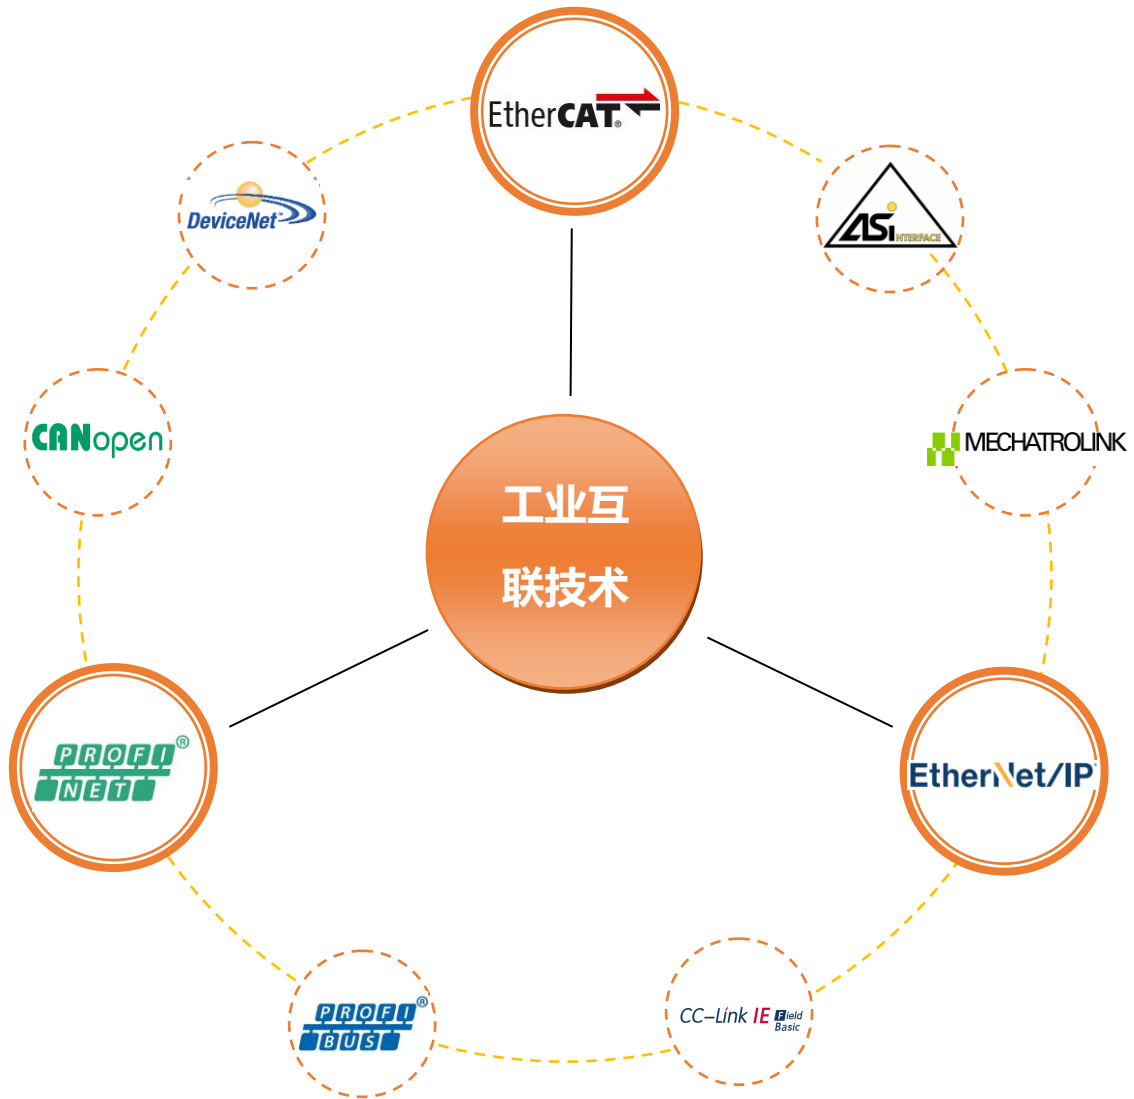 EtherCAT®
DeviceNet™
ASi
INTERFACE
CANopen
MECHATROLINK
工业互
联技术
PROFI®
NET
EtherNet/IP®
PROFI®
BUS
CC-Link IE Field
Basic